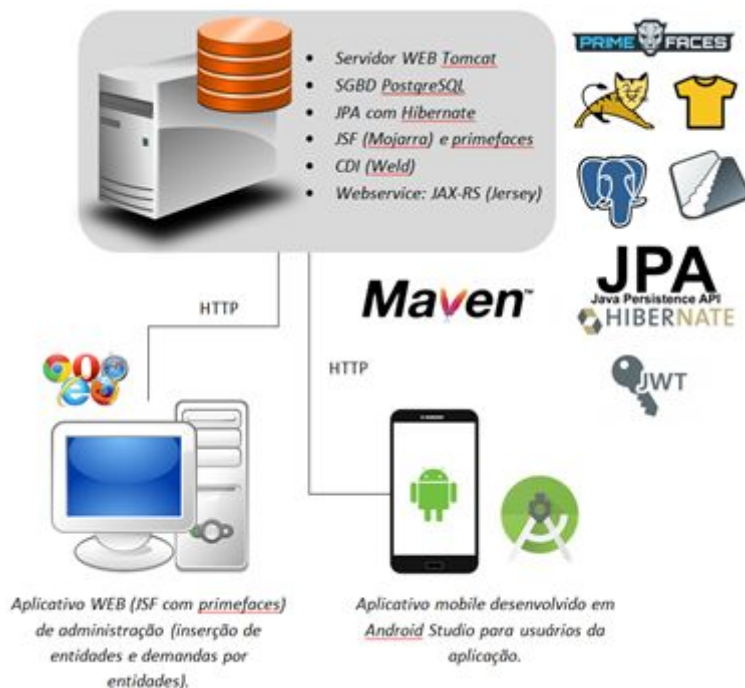 Servidor WEB Tomcat
SGBD PostgreSQL
JPA com Hibernate
JSF (Mojarra) e primefaces
CDI (Weld)
Webservice: JAX-RS (Jersey)
PRIME FACES
JPA
Java Persistence API
HIBERNATE
JWT
Maven™
HTTP
HTTP
Aplicativo WEB (JSF com primefaces)
de administração (inserção de
entidades e demandas por
entidades).
Aplicativo mobile desenvolvido em
Android Studio para usuários da
aplicação.